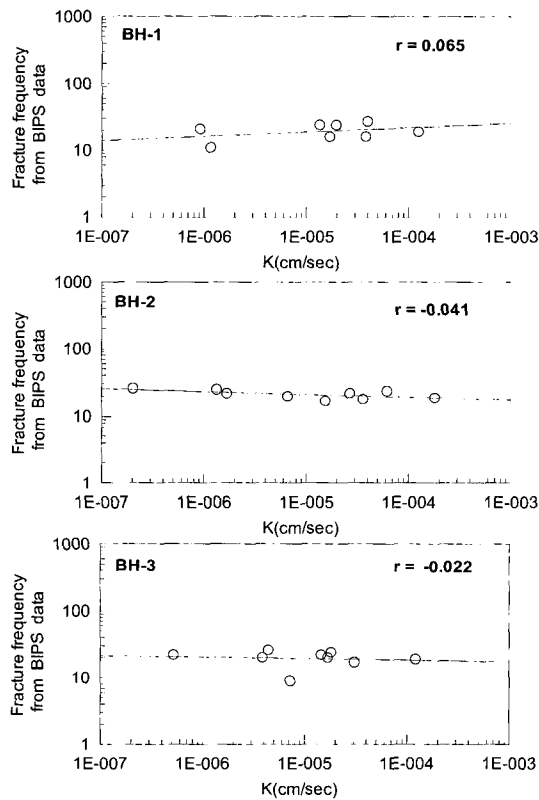 1000
BH-1
r = 0.065
100
10
1
Fracture frequency
from BIPS data
1E-007 1E-006 1E-005 1E-004 1E-003
K(cm/sec)
1000
BH-2
r = -0.041
100
10
1
Fracture frequency
from BIPS data
1E-007 1E-006 1E-005 1E-004 1E-003
K(cm/sec)
1000
BH-3
r = -0.022
100
10
1
Fracture frequency
from BIPS data
1E-007 1E-006 1E-005 1E-004 1E-003
K(cm/sec)